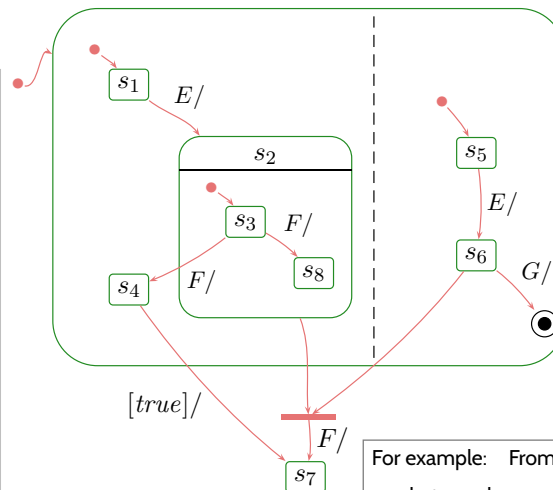 s1
E/
s2
s5
s3
F/
E/
s8
F/
s4
s6
G/
[true]/
F/
s7
For example: From